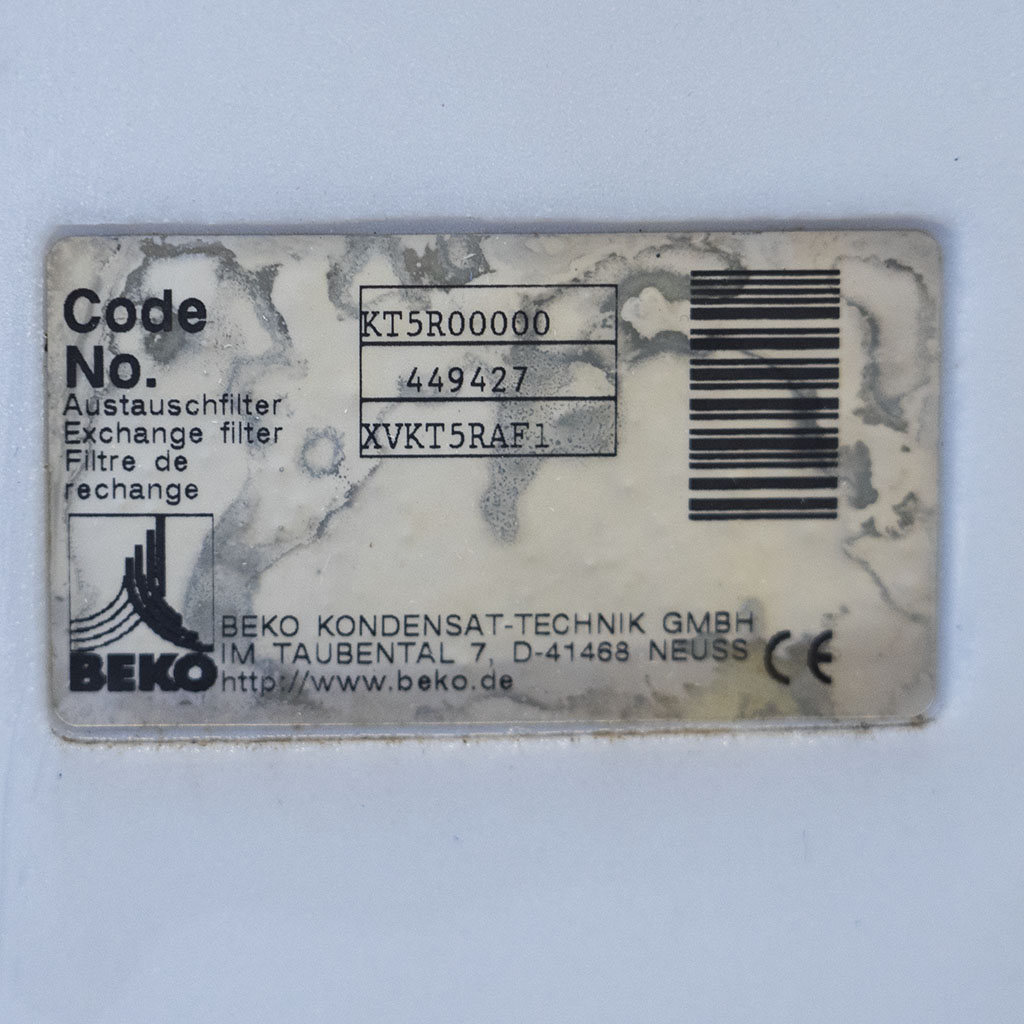 Code
No.
Austauschfilter
Exchange filter
Filtre de
rechange
KT5R00000
449427
XVKT5RAF1
BEKO
BEKO KONDENSAT-TECHNIK GMBH
IM TAUBENTAL 7, D-41468 NEUSS
http://www.beko.de
CE